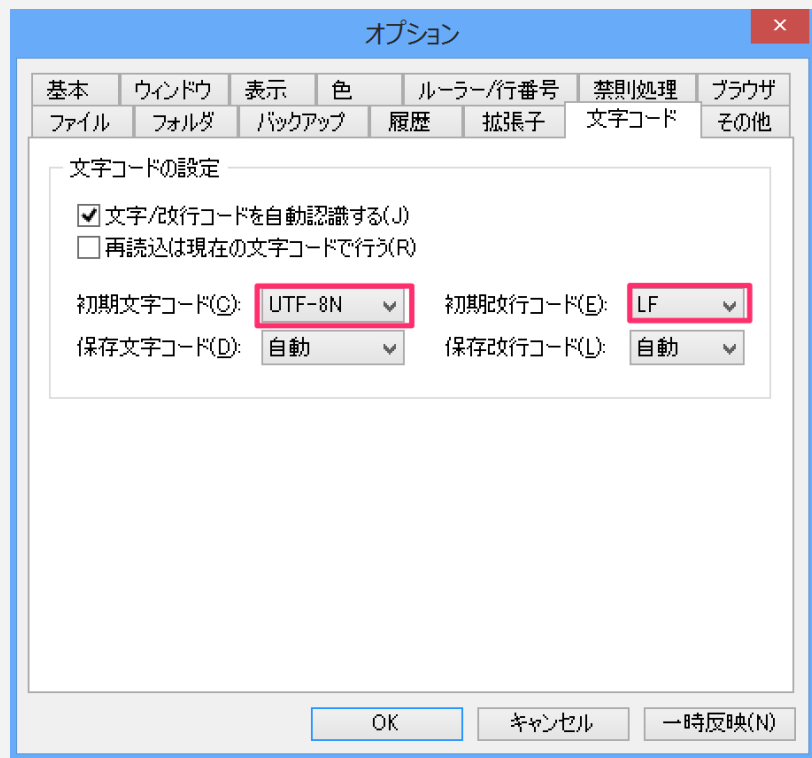 オプション
基本 ウィンドウ 表示 色 ルーラー/行番号 禁則処理 ブラウザ
ファイル フォルダ バックアップ 履歴 拡張子 文字コード その他
文字コードの設定
文字/改行コードを自動認識する(J)
再読込は現在の文字コードで行う(R)
初期文字コード(C): UTF-8N 初期改行コード(E): LF
保存文字コード(D): 自動 保存改行コード(L): 自動
OK キャンセル 一時反映(N)